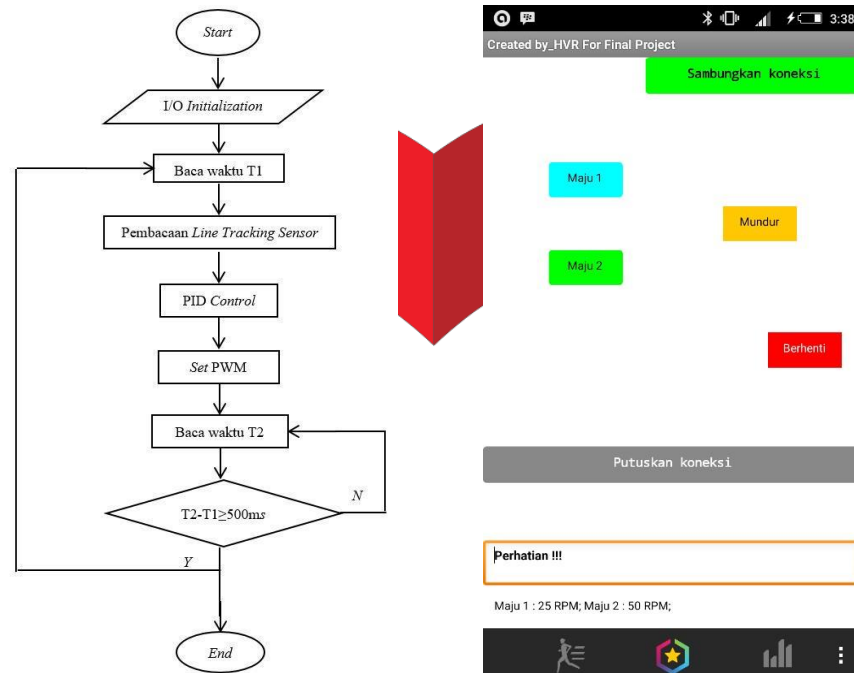 Start
I/O Initialization
Baca waktu T1
Pembacaan Line Tracking Sensor
PID Control
Set PWM
Baca waktu T2
T2-T1≥500ms
N
Y
End
3:38
Created by_HVR For Final Project
Sambungkan koneksi
Maju 1
Mundur
Maju 2
Berhenti
Putuskan koneksi
Perhatian !!!
Maju 1 : 25 RPM; Maju 2 : 50 RPM;